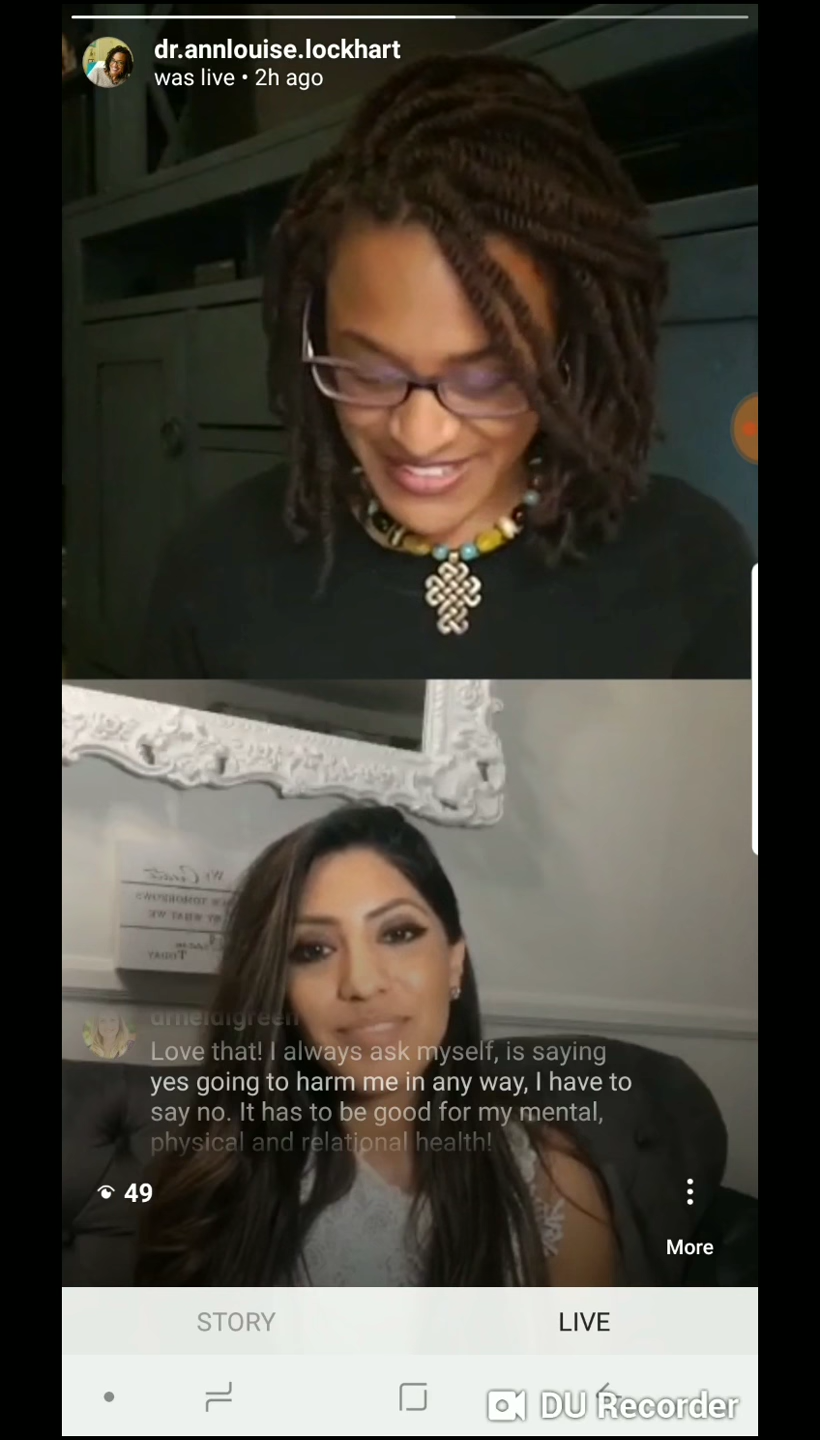 dr.annlouise.lockhart
was live • 2h ago
drheidigreen
Love that! I always ask myself, is saying
yes going to harm me in any way, I have to
say no. It has to be good for my mental,
physical and relational health!
49
More
STORY
LIVE
DU Recorder